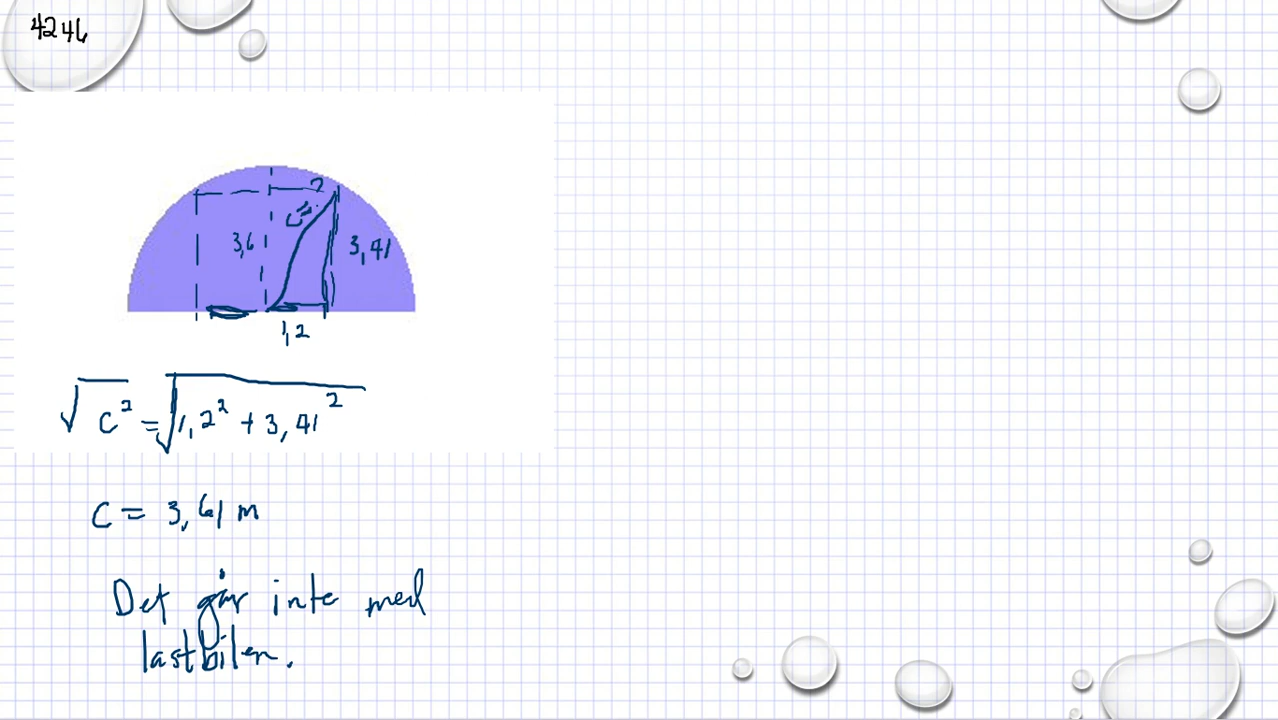 4246
?
C=
3,6
3,41
1,2
√C² = √1,2² + 3,41²
C = 3,61 m
Det går inte med
lastbilen.